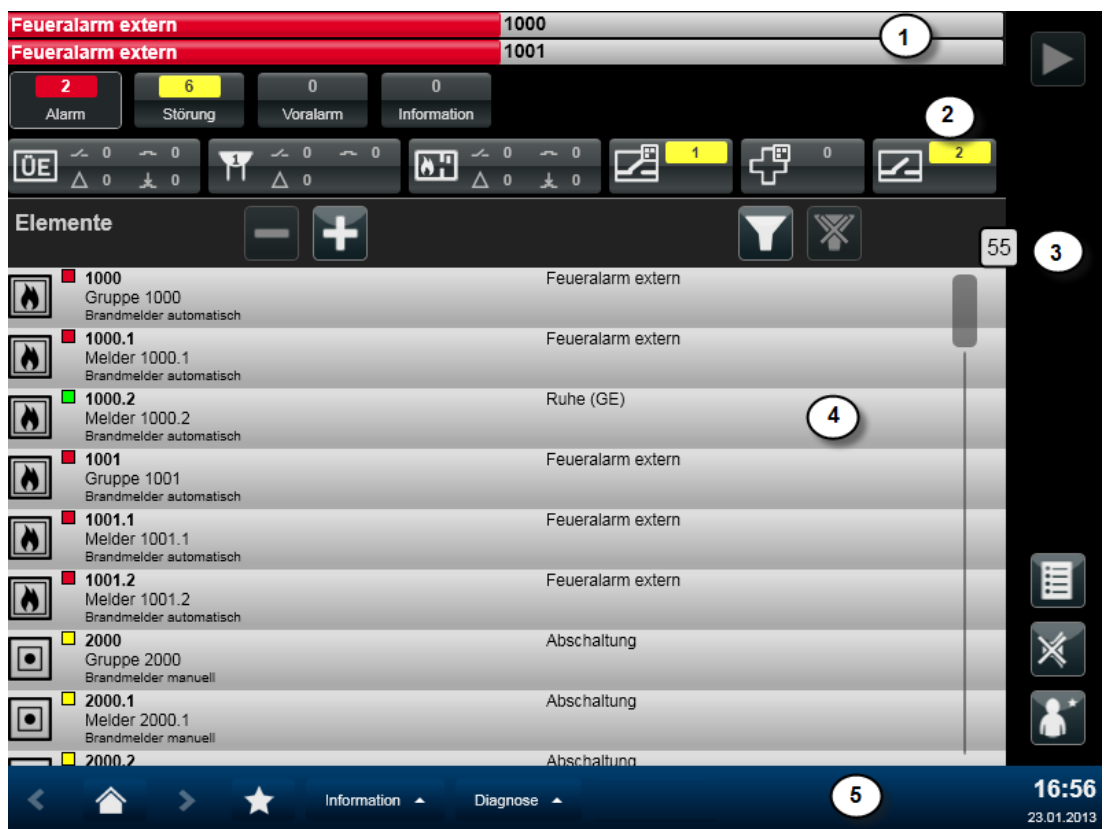 Feueralarm extern 1000
1
Feueralarm extern 1001
2 6 0 0
Alarm Störung Voralarm Information
2
ÜE 0 0 1 0 0 0 0 1 0 2
0 0 0 0 0
Elemente
55
3
1000 Feueralarm extern
Gruppe 1000
Brandmelder automatisch
1000.1 Feueralarm extern
Melder 1000.1
Brandmelder automatisch
1000.2 Ruhe (GE)
Melder 1000.2
4
Brandmelder automatisch
1001 Feueralarm extern
Gruppe 1001
Brandmelder automatisch
1001.1 Feueralarm extern
Melder 1001.1
Brandmelder automatisch
1001.2 Feueralarm extern
Melder 1001.2
Brandmelder automatisch
2000 Abschaltung
Gruppe 2000
Brandmelder manuell
2000.1 Abschaltung
Melder 2000.1
Brandmelder manuell
2000.2 Abschaltung
Information Diagnose 5 16:56
23.01.2013